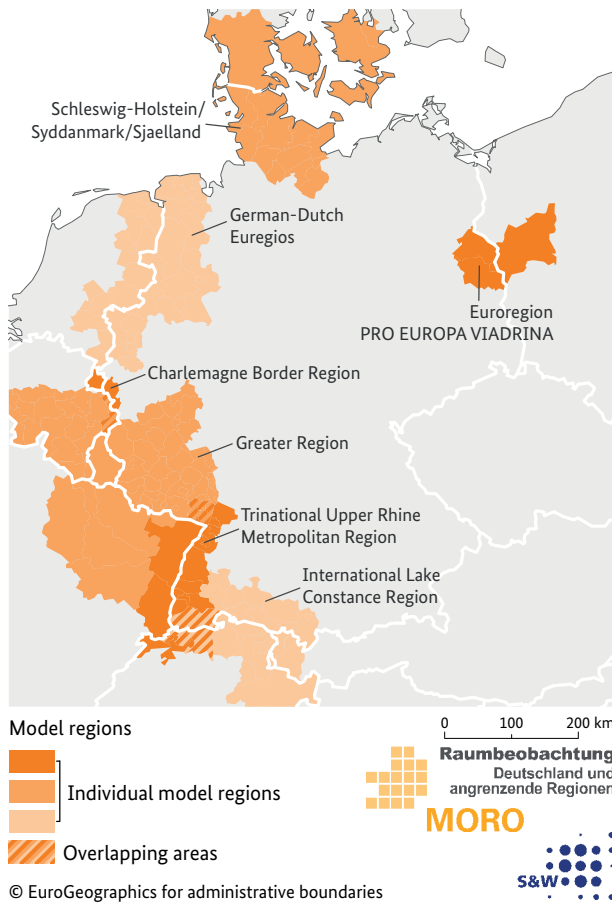 Schleswig-Holstein/
Syddanmark/Sjaelland
German-Dutch
Euregios
Euroregion
PRO EUROPA VIADRINA
Charlemagne Border Region
Greater Region
Trinational Upper Rhine
Metropolitan Region
International Lake
Constance Region
Model regions
0 100 200 km
Individual model regions
Overlapping areas
Raumbeobachtung
Deutschland und
angrenzende Regionen
MORO
S&W
© EuroGeographics for administrative boundaries